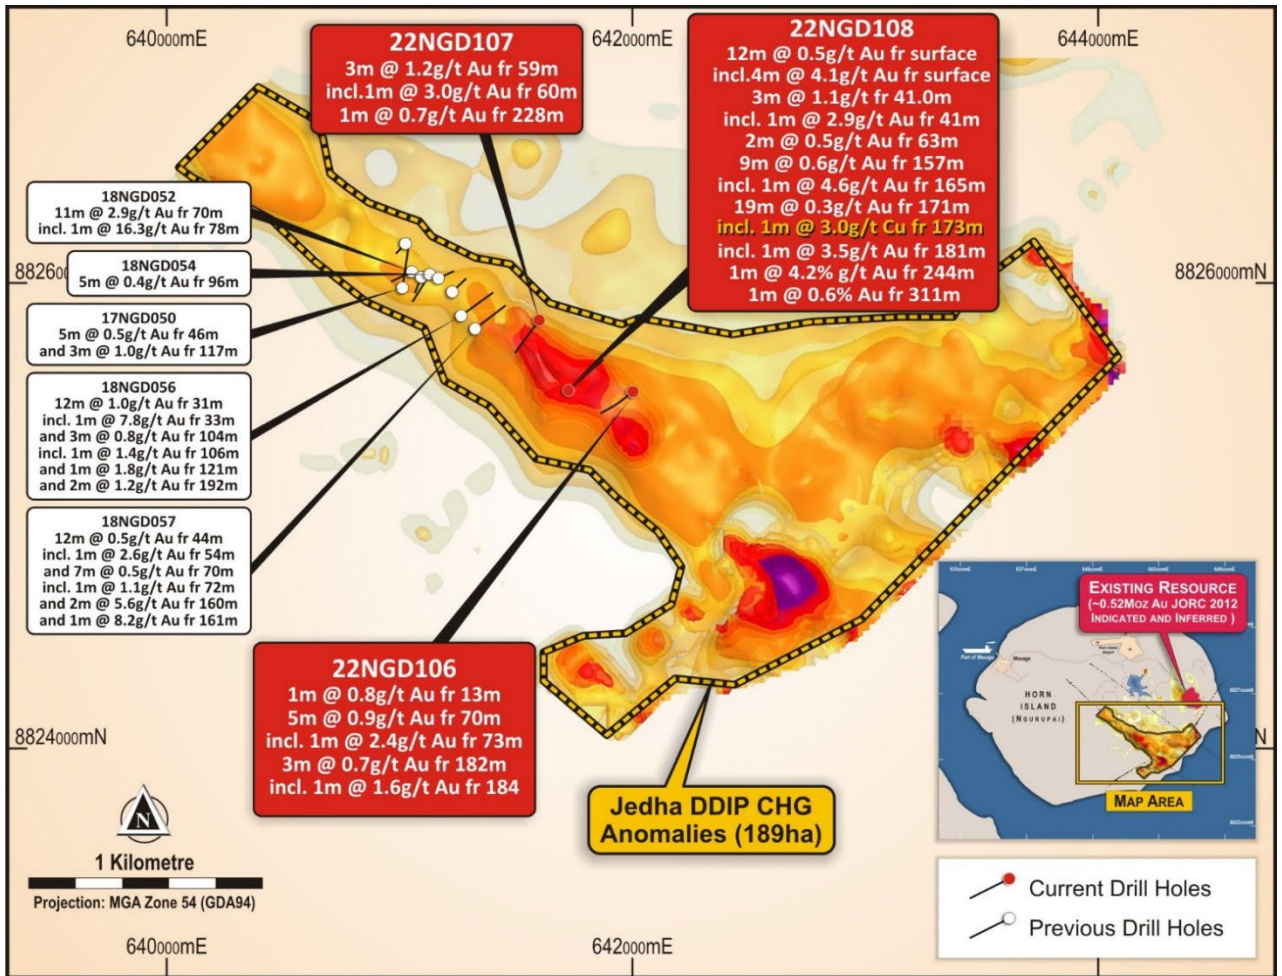 640000mE
642000mE
644000mE
22NGD107
3m @ 1.2g/t Au fr 59m
incl.1m @ 3.0g/t Au fr 60m
1m @ 0.7g/t Au fr 228m
22NGD108
12m @ 0.5g/t Au fr surface
incl.4m @ 4.1g/t Au fr surface
3m @ 1.1g/t fr 41.0m
incl. 1m @ 2.9g/t Au fr 41m
2m @ 0.5g/t Au fr 63m
9m @ 0.6g/t Au fr 157m
incl. 1m @ 4.6g/t Au fr 165m
19m @ 0.3g/t Au fr 171m
incl. 1m @ 3.0g/t Cu fr 173m
incl. 1m @ 3.5g/t Au fr 181m
1m @ 4.2% g/t Au fr 244m
1m @ 0.6% Au fr 311m
18NGD052
11m @ 2.9g/t Au fr 70m
incl. 1m @ 16.3g/t Au fr 78m
8826000mN
18NGD054
5m @ 0.4g/t Au fr 96m
17NGD050
5m @ 0.5g/t Au fr 46m
and 3m @ 1.0g/t Au fr 117m
18NGD056
12m @ 1.0g/t Au fr 31m
incl. 1m @ 7.8g/t Au fr 33m
and 3m @ 0.8g/t Au fr 104m
incl. 1m @ 1.4g/t Au fr 106m
and 1m @ 1.8g/t Au fr 121m
and 2m @ 1.2g/t Au fr 192m
18NGD057
12m @ 0.5g/t Au fr 44m
incl. 1m @ 2.6g/t Au fr 54m
and 7m @ 0.5g/t Au fr 70m
incl. 1m @ 1.1g/t Au fr 72m
and 2m @ 5.6g/t Au fr 160m
and 1m @ 8.2g/t Au fr 161m
22NGD106
1m @ 0.8g/t Au fr 13m
5m @ 0.9g/t Au fr 70m
incl. 1m @ 2.4g/t Au fr 73m
3m @ 0.7g/t Au fr 182m
incl. 1m @ 1.6g/t Au fr 184
EXISTING RESOURCE
(~0.52MOZ AU JORC 2012
INDICATED AND INFERRED )
Port of Wasaga
Wasaga
HORN
ISLAND
(NGURUPAI)
MAP AREA
8824000mN
Jedha DDIP CHG
Anomalies (189ha)
N
1 Kilometre
Projection: MGA Zone 54 (GDA94)
Current Drill Holes
Previous Drill Holes
640000mE
642000mE